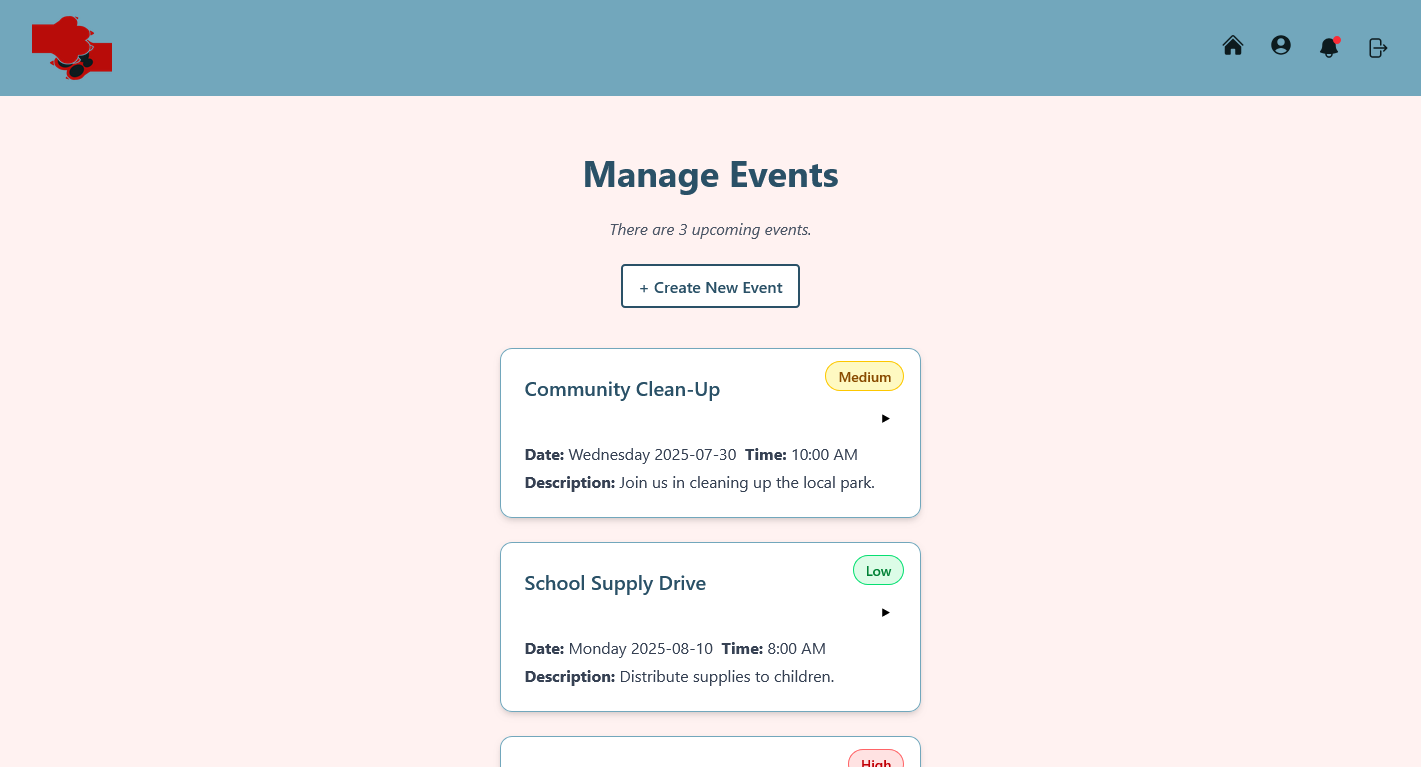 Manage Events
There are 3 upcoming events.
+ Create New Event
Community Clean-Up
Medium
Date: Wednesday 2025-07-30 Time: 10:00 AM
Description: Join us in cleaning up the local park.
School Supply Drive
Low
Date: Monday 2025-08-10 Time: 8:00 AM
Description: Distribute supplies to children.
High